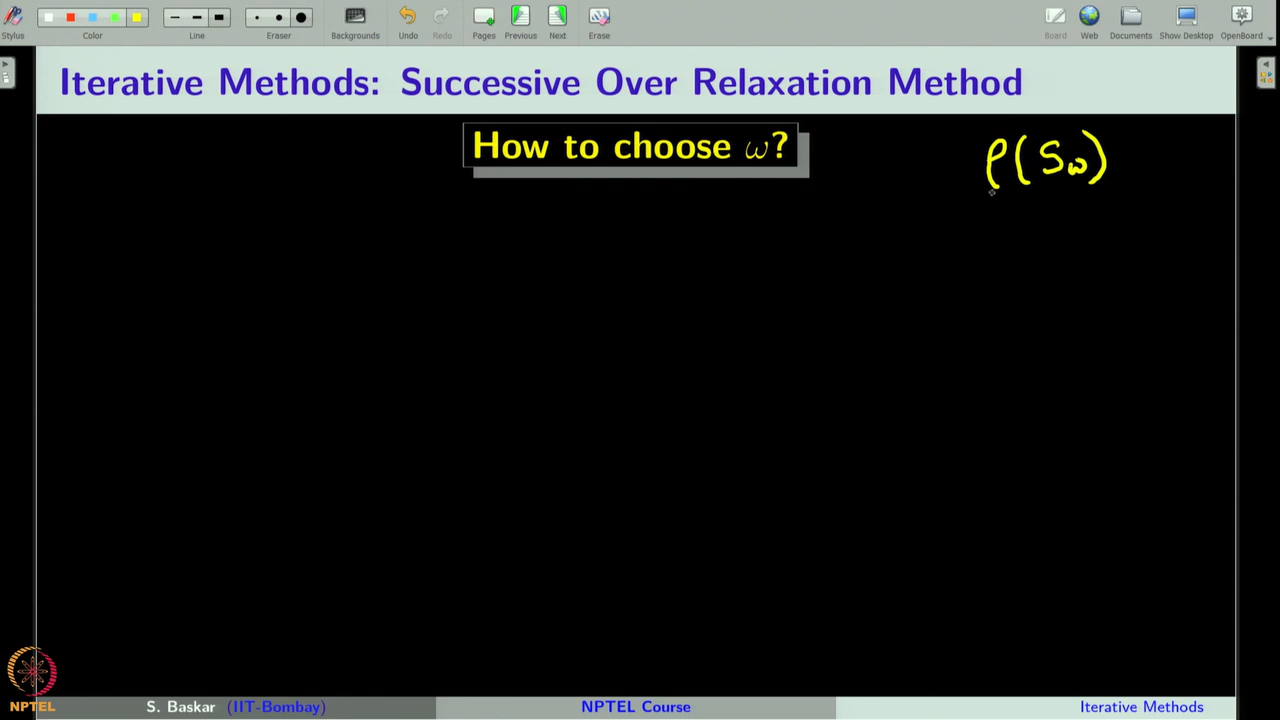 Stylus
Color
Line
Eraser
Backgrounds
Undo
Redo
Pages
Previous
Next
Erase
Board
Web
Documents
Show Desktop
OpenBoard
Iterative Methods: Successive Over Relaxation Method
How to choose ω?
ρ(Sω)
NPTEL
S. Baskar (IIT-Bombay)
NPTEL Course
Iterative Methods